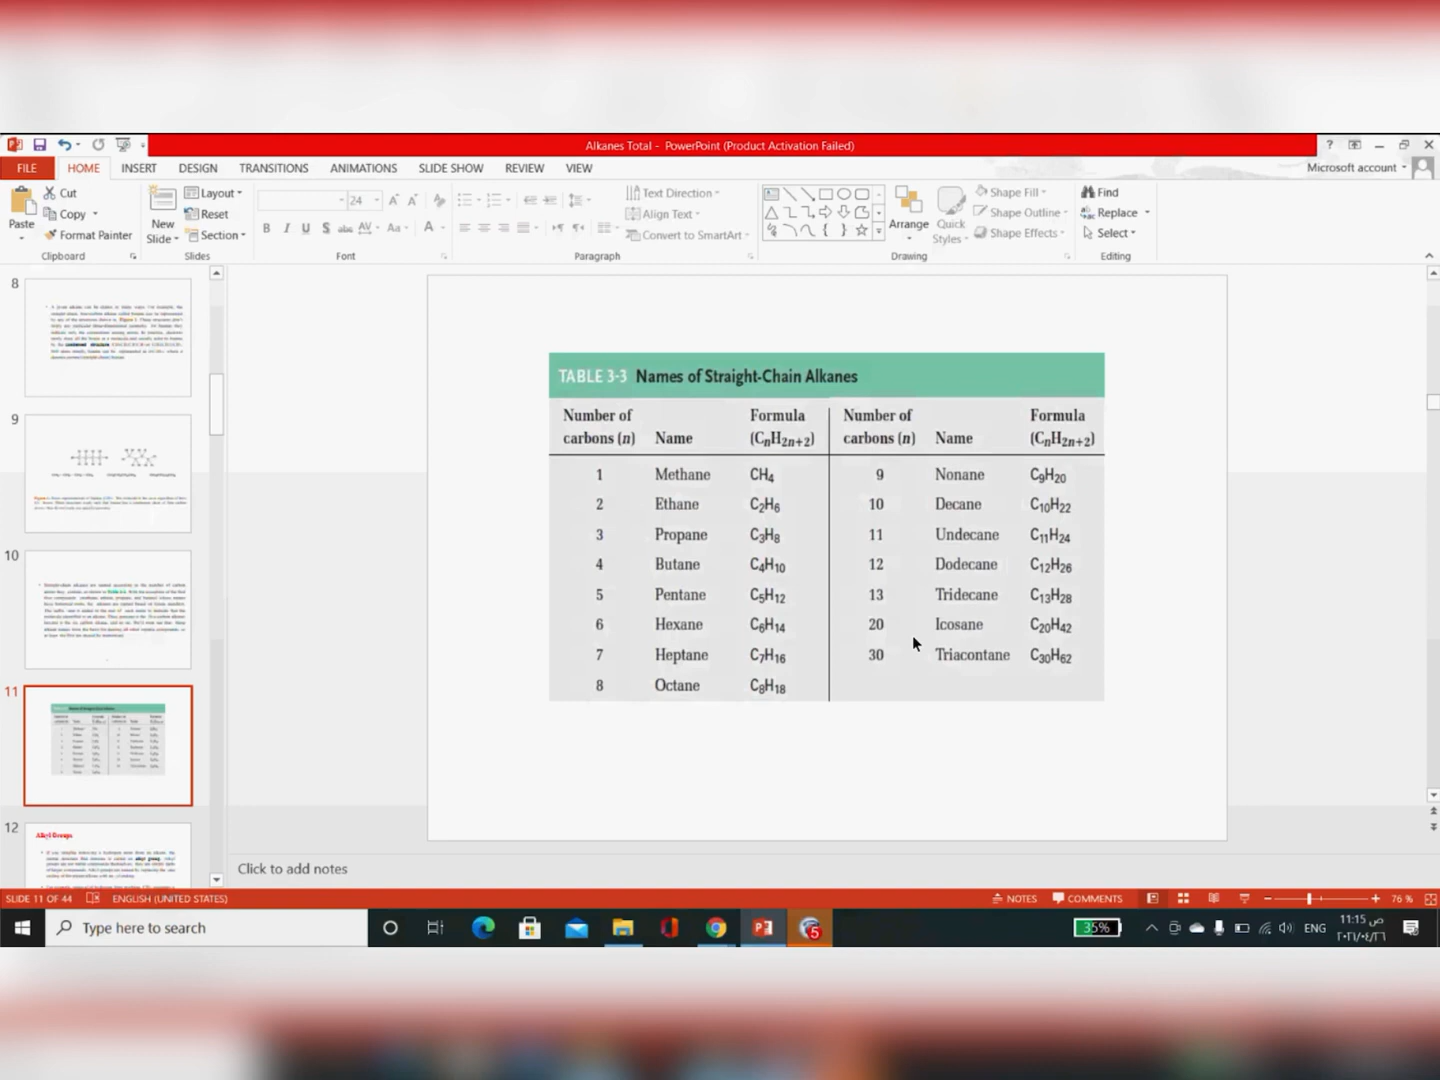 Alkanes Total - PowerPoint (Product Activation Failed)
?
FILE HOME INSERT DESIGN TRANSITIONS ANIMATIONS SLIDE SHOW REVIEW VIEW
Microsoft account
Paste
Cut
Copy
Format Painter
Clipboard
New
Slide
Layout
Reset
Section
Slides
24
B I U S abc AV Aa A
Font
Paragraph
Text Direction
Align Text
Convert to SmartArt
Arrange
Quick
Styles
Shape Fill
Shape Outline
Shape Effects
Drawing
Find
Replace
Select
Editing
8
9
10
11
12
Alkyl Groups
TABLE 3-3 Names of Straight-Chain Alkanes
Number of carbons (n) Name Formula (CnH2n+2) Number of carbons (n) Name Formula (CnH2n+2)
1 Methane CH4 9 Nonane C9H20
2 Ethane C2H6 10 Decane C10H22
3 Propane C3H8 11 Undecane C11H24
4 Butane C4H10 12 Dodecane C12H26
5 Pentane C5H12 13 Tridecane C13H28
6 Hexane C6H14 20 Icosane C20H42
7 Heptane C7H16 30 Triacontane C30H62
8 Octane C8H18
Click to add notes
SLIDE 11 OF 44 ENGLISH (UNITED STATES) NOTES COMMENTS 76 %
Type here to search
5
35%
ENG
11:15 ص